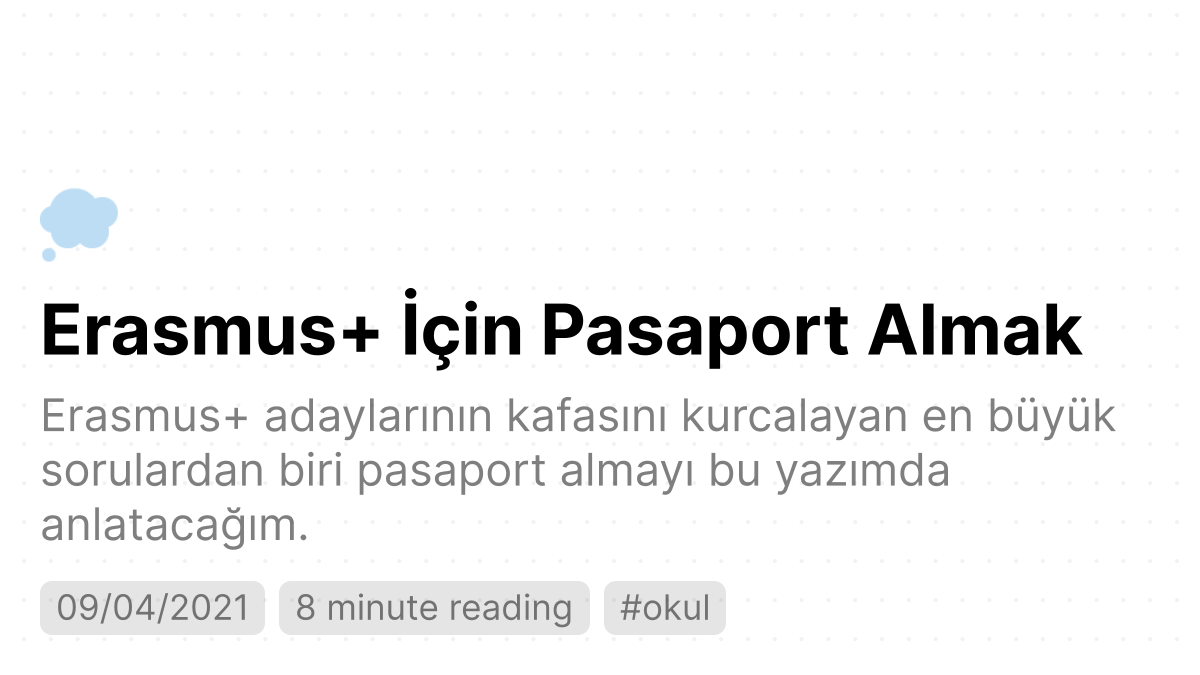 Erasmus+ İçin Pasaport Almak
Erasmus+ adaylarının kafasını kurcalayan en büyük
sorulardan biri pasaport almayı bu yazımda
anlatacağım.
09/04/2021 8 minute reading #okul